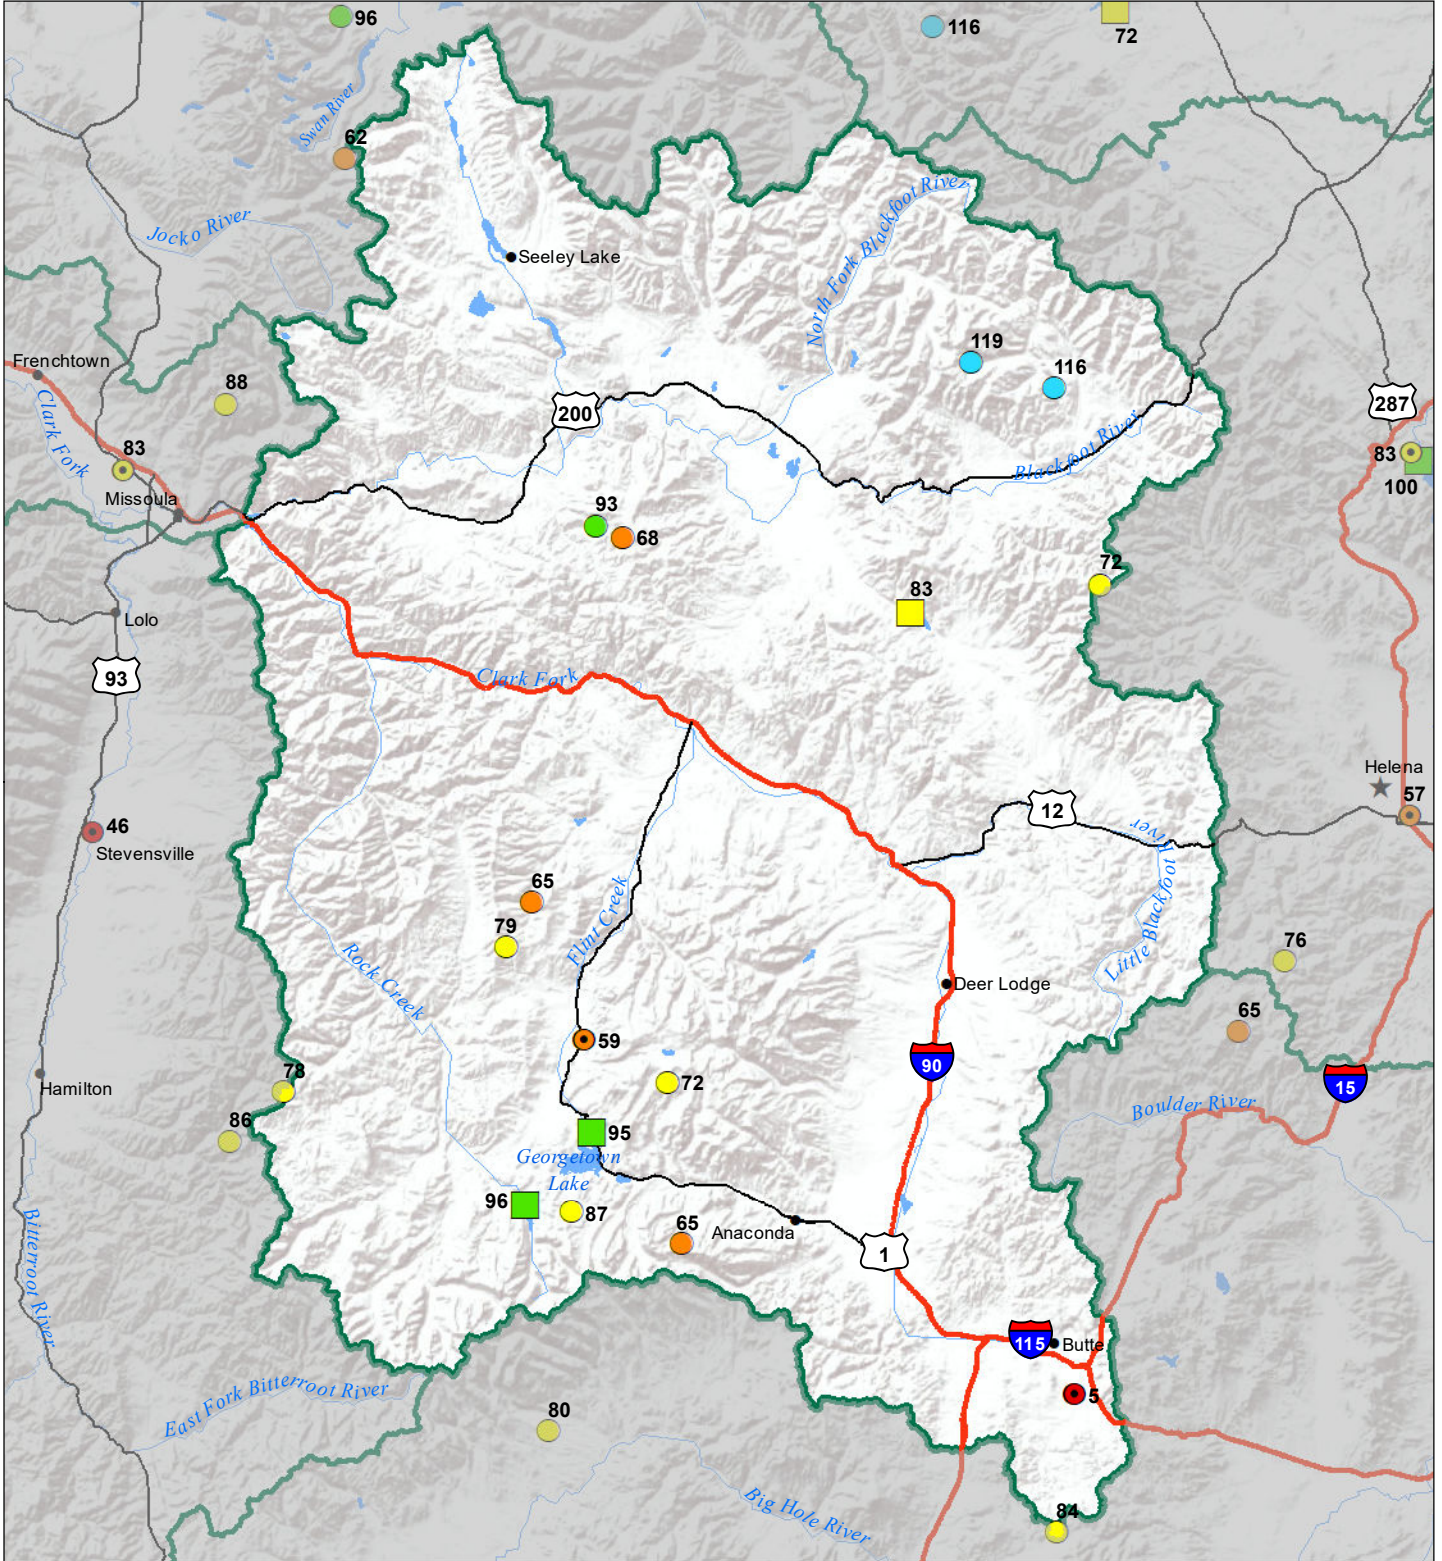 96
116
72
Swan River
62
Jocko River
North Fork Blackfoot River
Seeley Lake
Frenchtown
88
119
116
200
287
Clark Fork
83
Missoula
Blackfoot River
83
100
93
68
72
83
Lolo
93
Clark Fork
Helena
57
12
46
Stevensville
Little Blackfoot River
65
79
Flint Creek
Rock Creek
76
Deer Lodge
65
59
90
78
Hamilton
72
15
Boulder River
86
95
Georgetown
Lake
96
87
65
Anaconda
1
Bitterroot River
115
Butte
5
East Fork Bitterroot River
80
Big Hole River
84